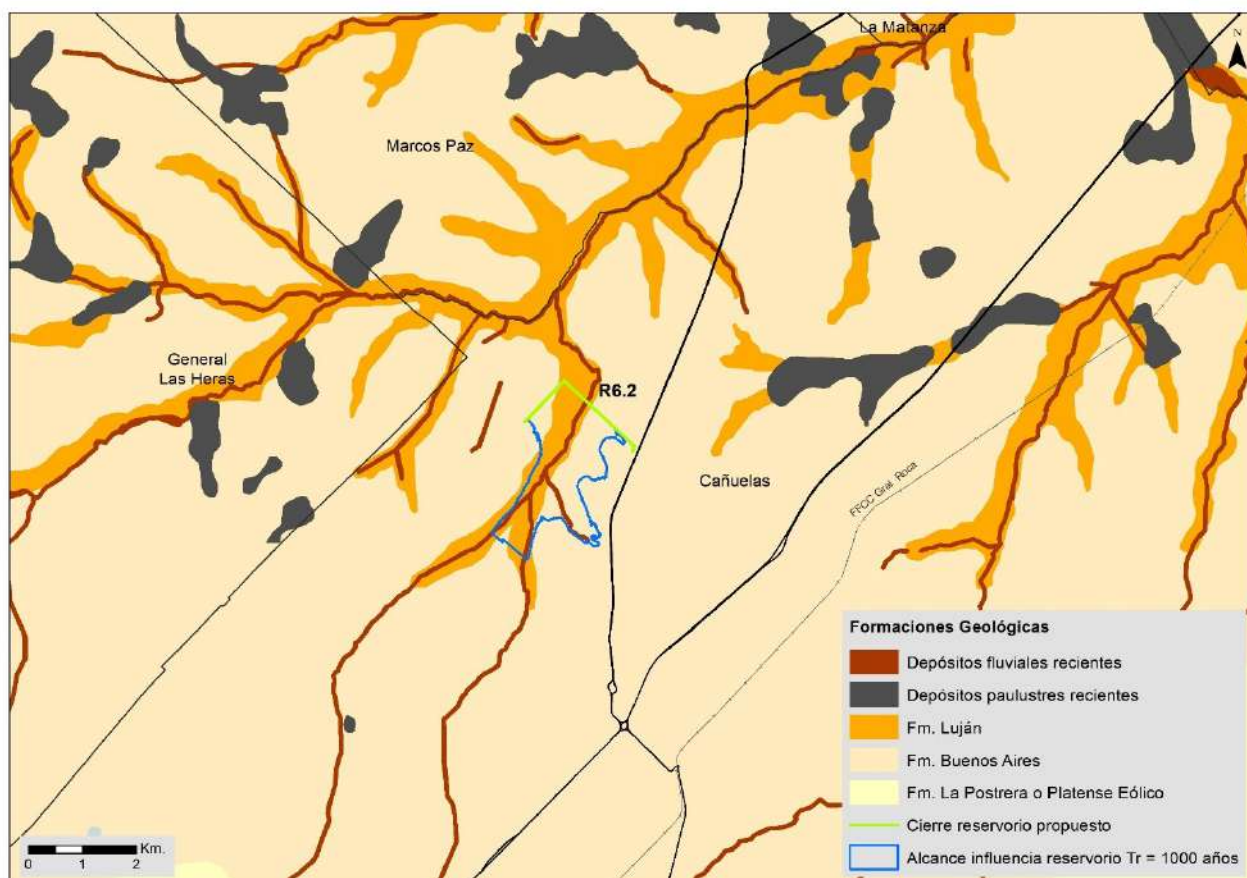 La Matanza
N
Marcos Paz
General
Las Heras
R6.2
Cañuelas
FFCC Gral. Roca
Formaciones Geológicas
Depósitos fluviales recientes
Depósitos paulustres recientes
Fm. Luján
Fm. Buenos Aires
Fm. La Postrera o Platense Eólico
Cierre reservorio propuesto
Alcance influencia reservorio Tr = 1000 años
Km.
0 1 2